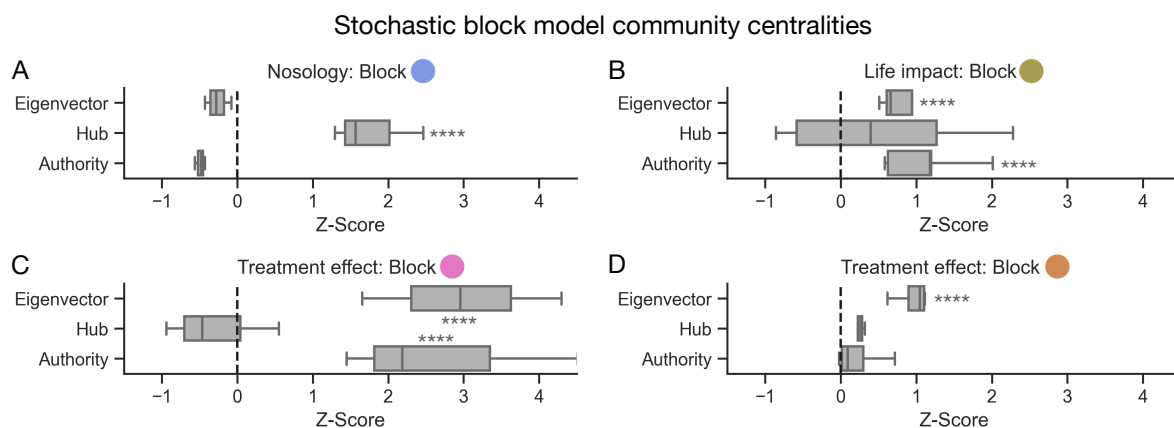 Stochastic block model community centralities
A
Nosology: Block
Eigenvector
Hub
****
Authority
−1 0 1 2 3 4
Z-Score
B
Life impact: Block
Eigenvector
****
Hub
Authority
****
−1 0 1 2 3 4
Z-Score
C
Treatment effect: Block
Eigenvector
****
Hub
****
Authority
−1 0 1 2 3 4
Z-Score
D
Treatment effect: Block
Eigenvector
****
Hub
Authority
−1 0 1 2 3 4
Z-Score